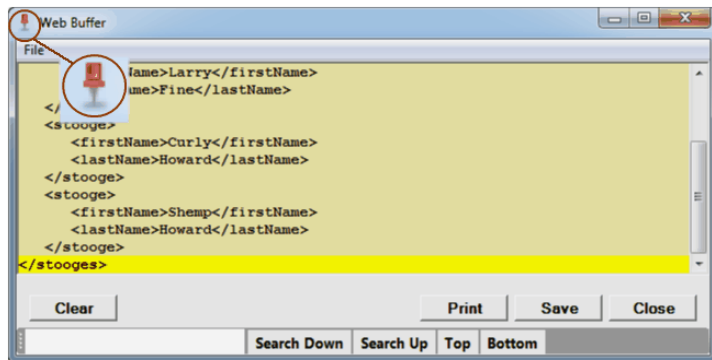 Web Buffer
File
Name>Larry</firstName>
me>Fine</lastName>
</
<stooge>
<firstName>Curly</firstName>
<lastName>Howard</lastName>
</stooge>
<stooge>
<firstName>Shemp</firstName>
<lastName>Howard</lastName>
</stooge>
</stooges>
Clear Print Save Close
Search Down Search Up Top Bottom